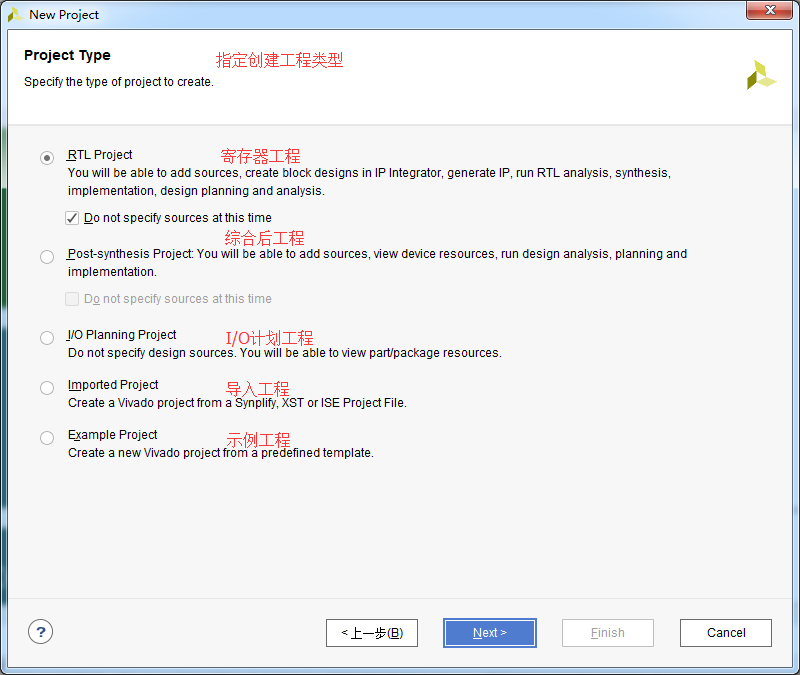 New Project
Project Type
指定创建工程类型
Specify the type of project to create.
RTL Project
寄存器工程
You will be able to add sources, create block designs in IP Integrator, generate IP, run RTL analysis, synthesis,
implementation, design planning and analysis.
Do not specify sources at this time
综合后工程
Post-synthesis Project: You will be able to add sources, view device resources, run design analysis, planning and
implementation.
Do not specify sources at this time
I/O Planning Project
I/O计划工程
Do not specify design sources. You will be able to view part/package resources.
Imported Project
导入工程
Create a Vivado project from a Synplify, XST or ISE Project File.
Example Project
示例工程
Create a new Vivado project from a predefined template.
?
< 上一步(B)
Next >
Finish
Cancel